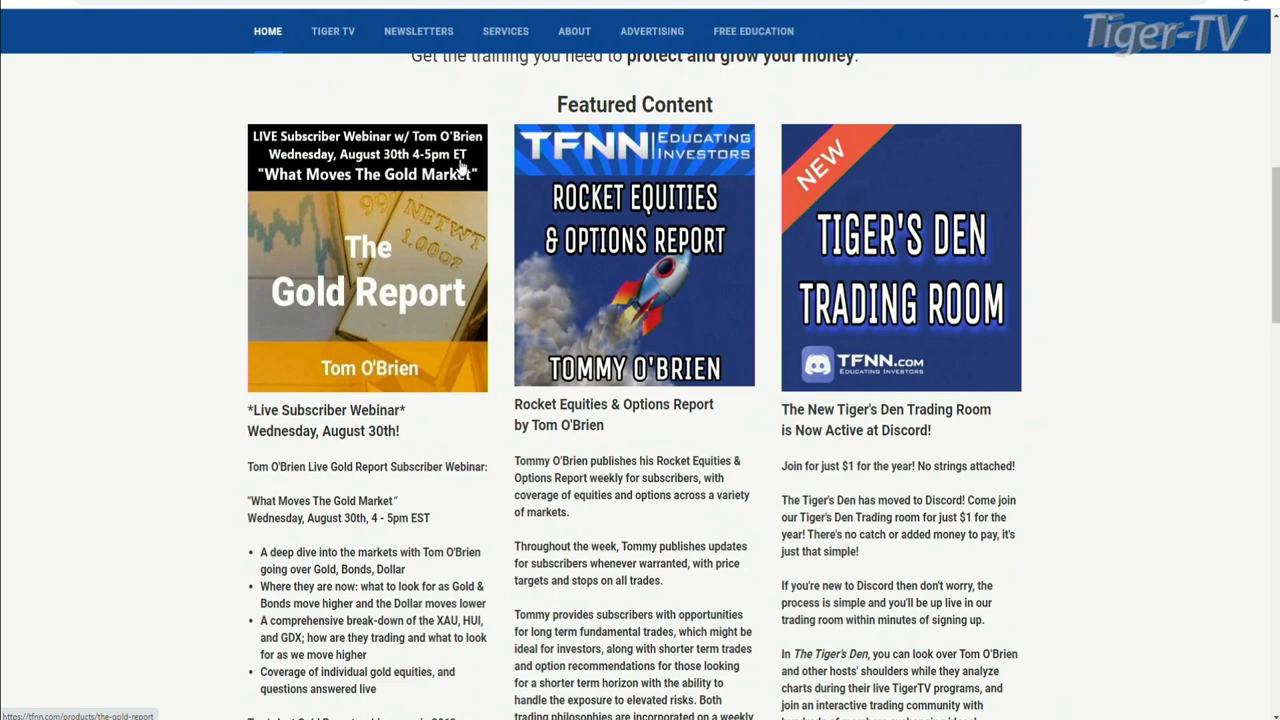 HOME TIGER TV NEWSLETTERS SERVICES ABOUT ADVERTISING FREE EDUCATION
Tiger-TV
Get the training you need to protect and grow your money.
Featured Content
LIVE Subscriber Webinar w/ Tom O'Brien
Wednesday, August 30th 4-5pm ET
"What Moves The Gold Market"
NETWT
1.00oz
The
Gold Report
Tom O'Brien
*Live Subscriber Webinar*
Wednesday, August 30th!
Tom O'Brien Live Gold Report Subscriber Webinar:
"What Moves The Gold Market"
Wednesday, August 30th, 4 - 5pm EST
• A deep dive into the markets with Tom O'Brien
going over Gold, Bonds, Dollar
• Where they are now: what to look for as Gold &
Bonds move higher and the Dollar moves lower
• A comprehensive break-down of the XAU, HUI,
and GDX; how are they trading and what to look
for as we move higher
• Coverage of individual gold equities, and
questions answered live
TFNN EDUCATING
INVESTORS
ROCKET EQUITIES
& OPTIONS REPORT
TOMMY O'BRIEN
Rocket Equities & Options Report
by Tom O'Brien
Tommy O'Brien publishes his Rocket Equities &
Options Report weekly for subscribers, with
coverage of equities and options across a variety
of markets.
Throughout the week, Tommy publishes updates
for subscribers whenever warranted, with price
targets and stops on all trades.
Tommy provides subscribers with opportunities
for long term fundamental trades, which might be
ideal for investors, along with shorter term trades
and option recommendations for those looking
for a shorter term horizon with the ability to
handle the exposure to elevated risks. Both
trading philosophies are incorporated on a weekly
NEW
TIGER'S DEN
TRADING ROOM
TFNN.COM
EDUCATING INVESTORS
The New Tiger's Den Trading Room
is Now Active at Discord!
Join for just $1 for the year! No strings attached!
The Tiger's Den has moved to Discord! Come join
our Tiger's Den Trading room for just $1 for the
year! There's no catch or added money to pay, it's
just that simple!
If you're new to Discord then don't worry, the
process is simple and you'll be up live in our
trading room within minutes of signing up.
In The Tiger's Den, you can look over Tom O'Brien
and other hosts' shoulders while they analyze
charts during their live TigerTV programs, and
join an interactive trading community with
https://tfnn.com/products/the-gold-report